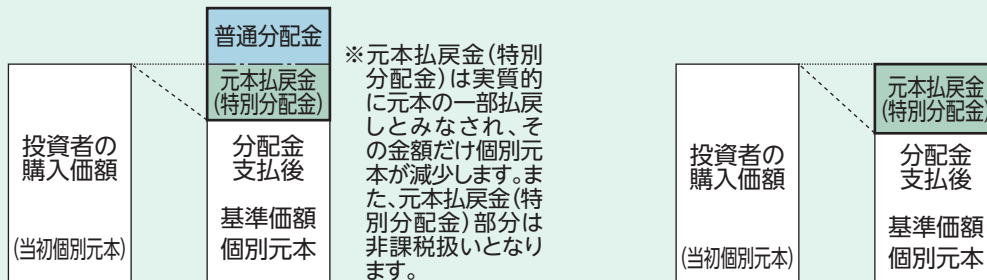 投資者の
購入価額
(当初個別元本)
普通分配金
元本払戻金
(特別分配金)
分配金
支払後
基準価額
個別元本
※元本払戻金(特別
分配金)は実質的
に元本の一部払戻
しとみなされ、そ
の金額だけ個別元
本が減少します。ま
た、元本払戻金(特
別分配金)部分は
非課税扱いとなり
ます。
投資者の
購入価額
(当初個別元本)
元本払戻金
(特別分配金)
分配金
支払後
基準価額
個別元本